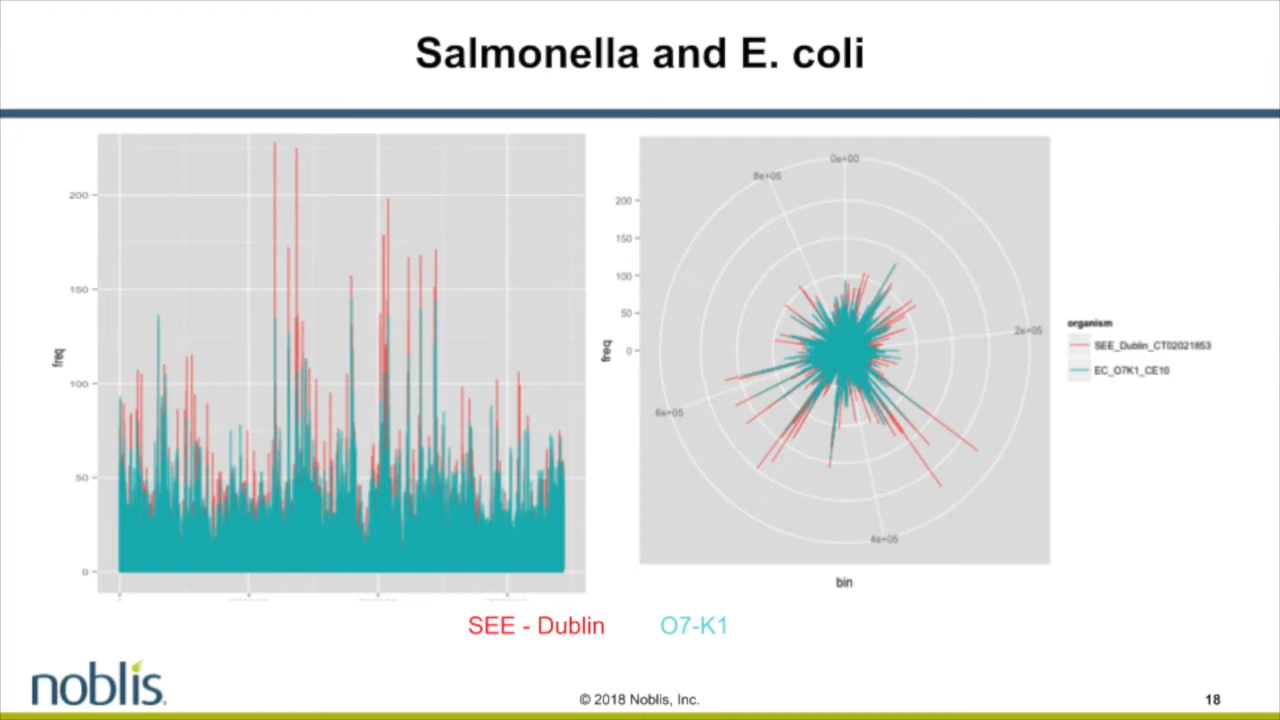 Salmonella and E. coli
freq
200
150
100
50
0
freq
200
150
100
50
0
0e+00
8e+05
2e+05
6e+05
4e+05
bin
organism
SEE_Dublin_CT02021853
EC_O7K1_CE10
SEE - Dublin
O7-K1
noblis.
© 2018 Noblis, Inc.
18